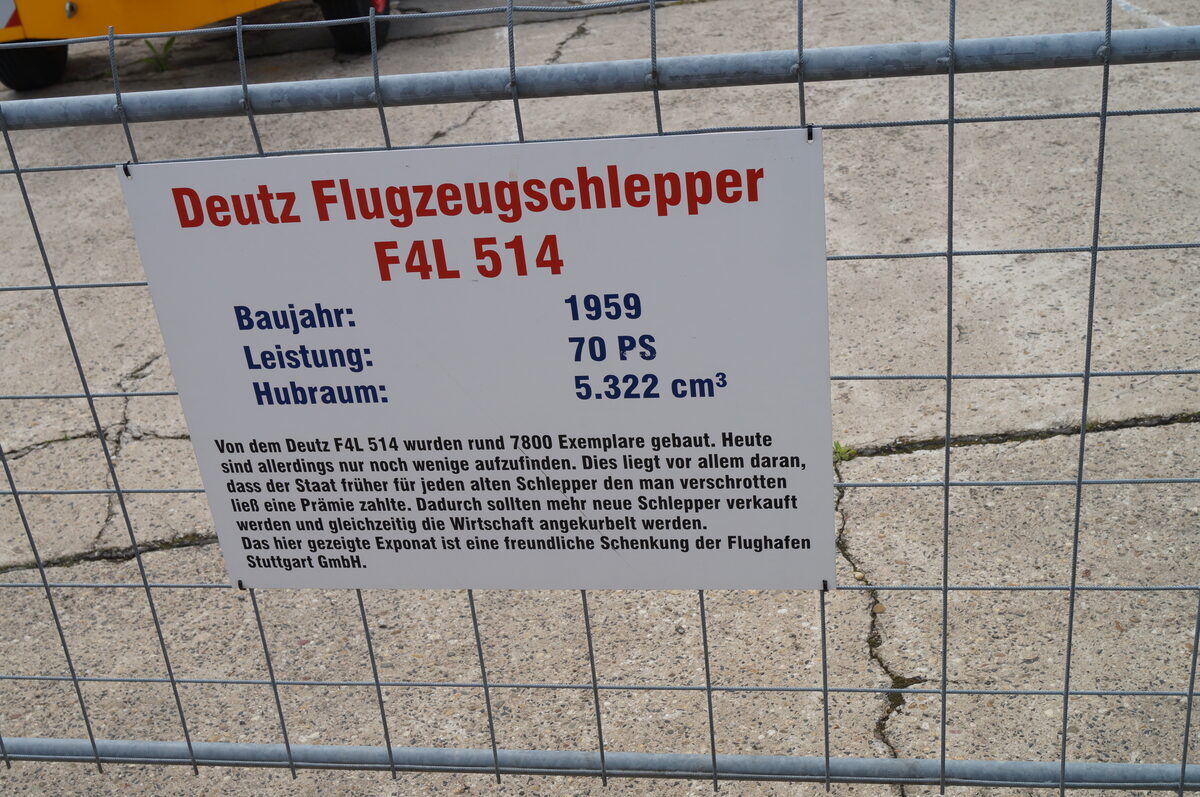 Deutz Flugzeugschlepper
F4L 514
Baujahr: 1959
Leistung: 70 PS
Hubraum: 5.322 cm³
Von dem Deutz F4L 514 wurden rund 7800 Exemplare gebaut. Heute
sind allerdings nur noch wenige aufzufinden. Dies liegt vor allem daran,
dass der Staat früher für jeden alten Schlepper den man verschrotten
ließ eine Prämie zahlte. Dadurch sollten mehr neue Schlepper verkauft
werden und gleichzeitig die Wirtschaft angekurbelt werden.
Das hier gezeigte Exponat ist eine freundliche Schenkung der Flughafen
Stuttgart GmbH.